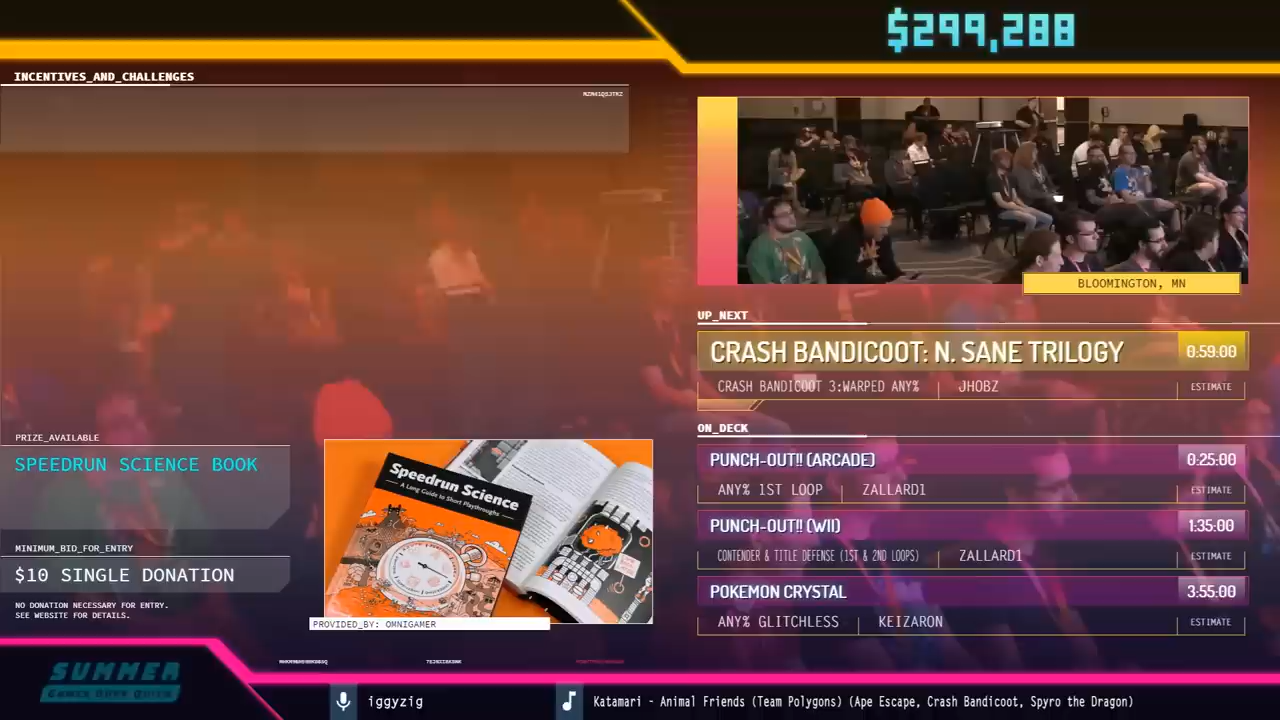 $299,288
INCENTIVES_AND_CHALLENGES
BLOOMINGTON, MN
UP_NEXT
CRASH BANDICOOT: N. SANE TRILOGY
0:59:00
CRASH BANDICOOT 3:WARPED ANY%
JHOBZ
ESTIMATE
ON_DECK
PUNCH-OUT!! (ARCADE)
0:25:00
ANY% 1ST LOOP
ZALLARD1
ESTIMATE
PUNCH-OUT!! (WII)
1:35:00
CONTENDER & TITLE DEFENSE (1ST & 2ND LOOPS)
ZALLARD1
ESTIMATE
POKEMON CRYSTAL
3:55:00
ANY% GLITCHLESS
KEIZARON
ESTIMATE
PRIZE_AVAILABLE
SPEEDRUN SCIENCE BOOK
MINIMUM_BID_FOR_ENTRY
$10 SINGLE DONATION
NO DONATION NECESSARY FOR ENTRY.
SEE WEBSITE FOR DETAILS.
Speedrun Science
A Long Guide to Short Playthroughs
PROVIDED_BY: OMNIGAMER
SUMMER
GAMES DONE QUICK
iggyzig
Katamari - Animal Friends (Team Polygons) (Ape Escape, Crash Bandicoot, Spyro the Dragon)